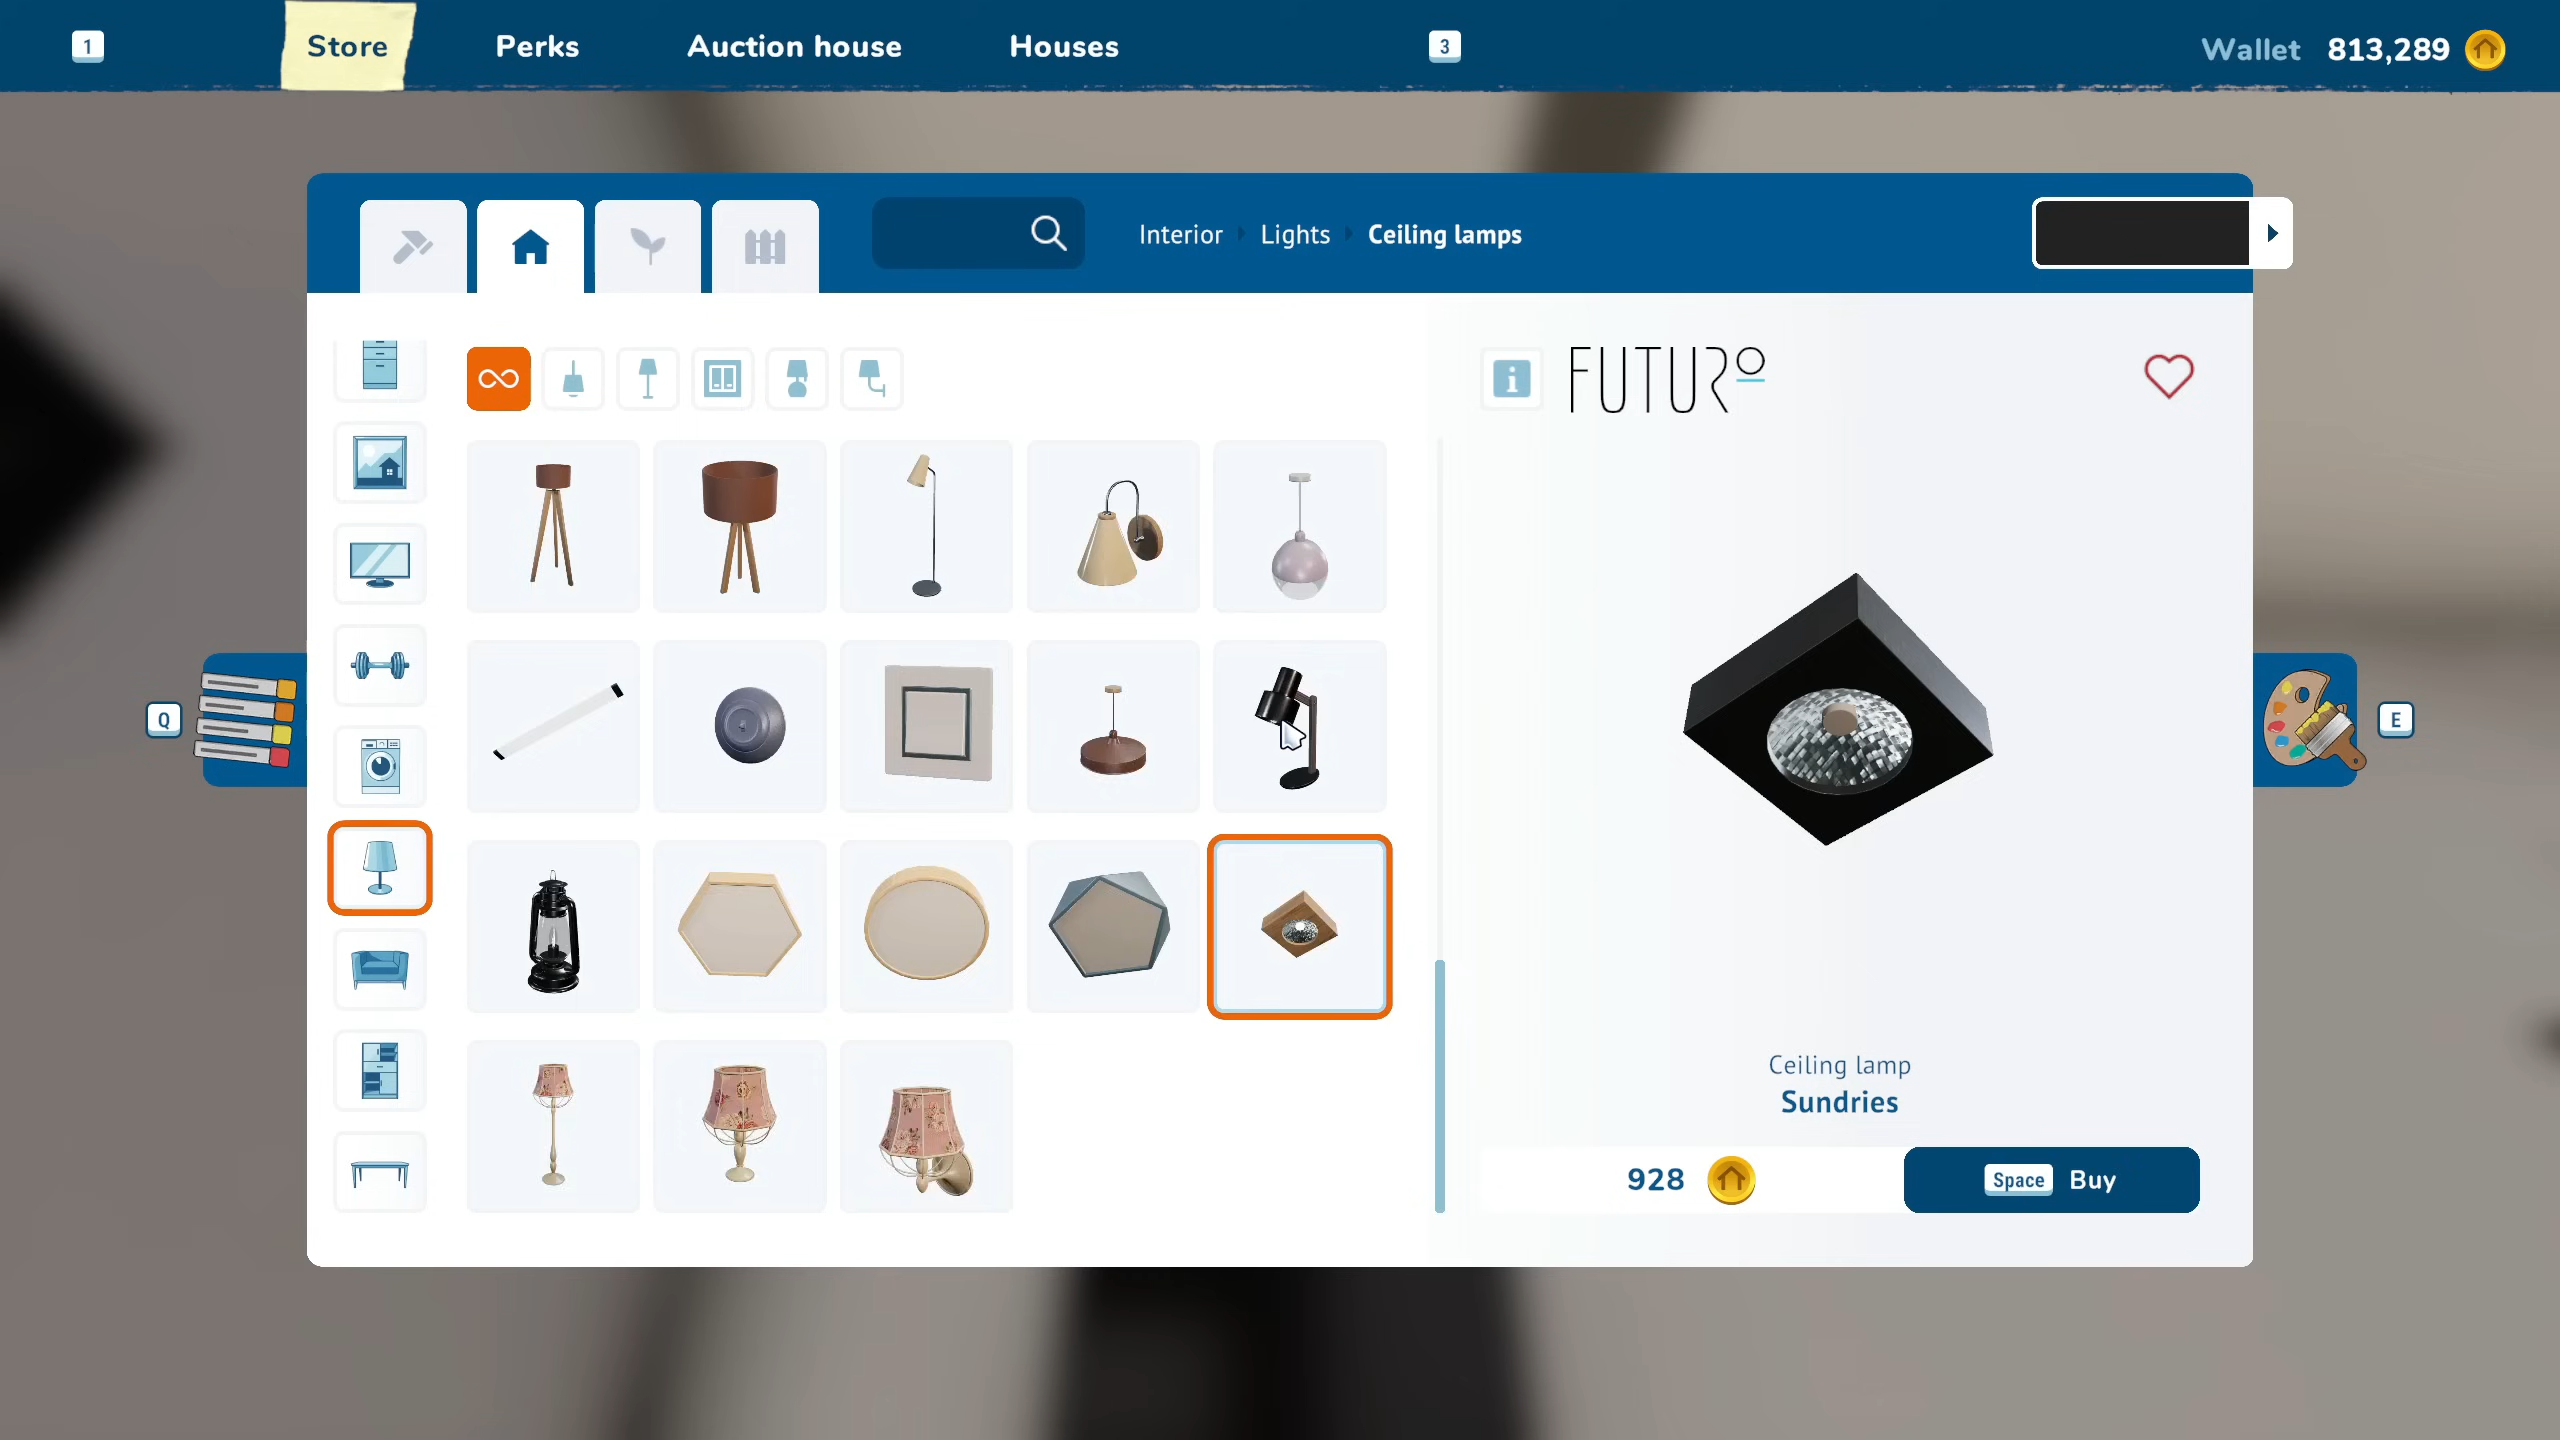 1
Store
Perks
Auction house
Houses
3
Wallet 813,289
Interior
Lights
Ceiling lamps
i
FUTURO
Q
E
Ceiling lamp
Sundries
928
Space
Buy